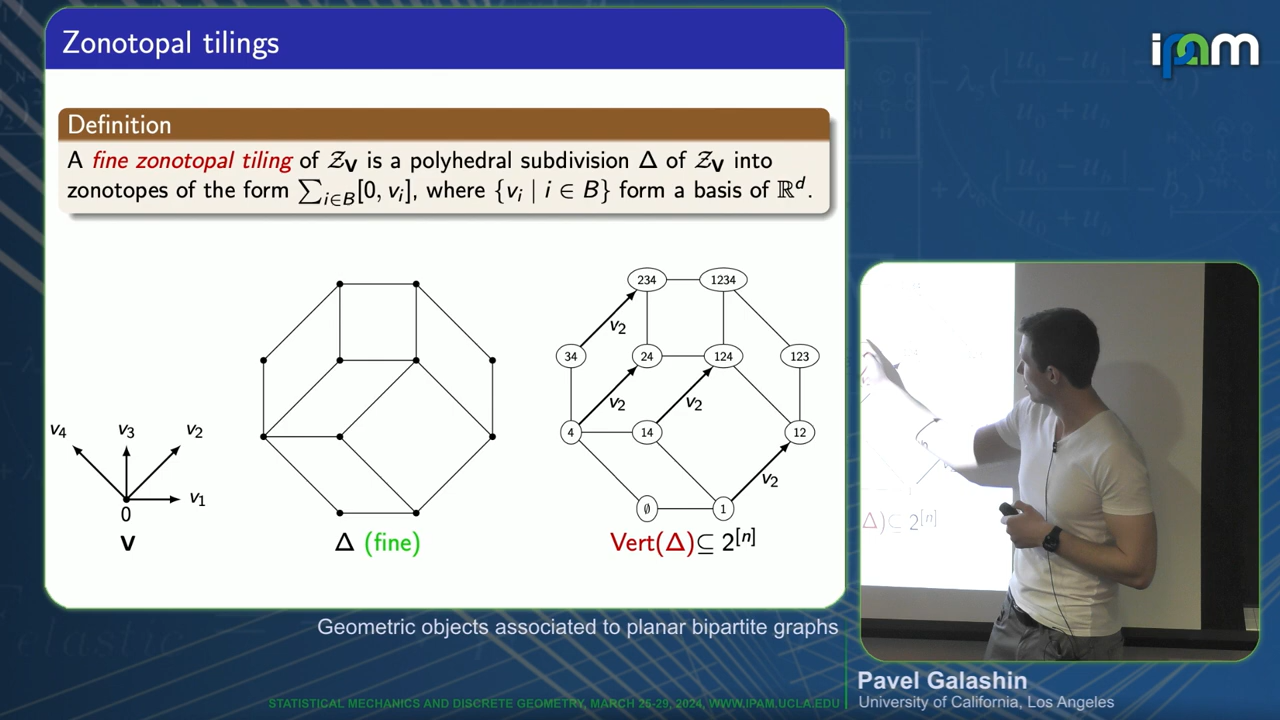 Zonotopal tilings
ipam
Definition
A fine zonotopal tiling of 𝒵_V is a polyhedral subdivision Δ of 𝒵_V into
zonotopes of the form ∑_{i∈B}[0, v_i], where {v_i | i ∈ B} form a basis of ℝ^d.
234 1234
v₂
34 24 124 123
v₂ v₂
v₄ v₃ v₂
4 14 12
v₂
v₁
0
∅ 1
V
Δ (fine)
Vert(Δ)⊆ 2^[n]
Δ)⊆ 2^[n]
Geometric objects associated to planar bipartite graphs
Pavel Galashin
University of California, Los Angeles
STATISTICAL MECHANICS AND DISCRETE GEOMETRY, MARCH 25-29, 2024, WWW.IPAM.UCLA.EDU